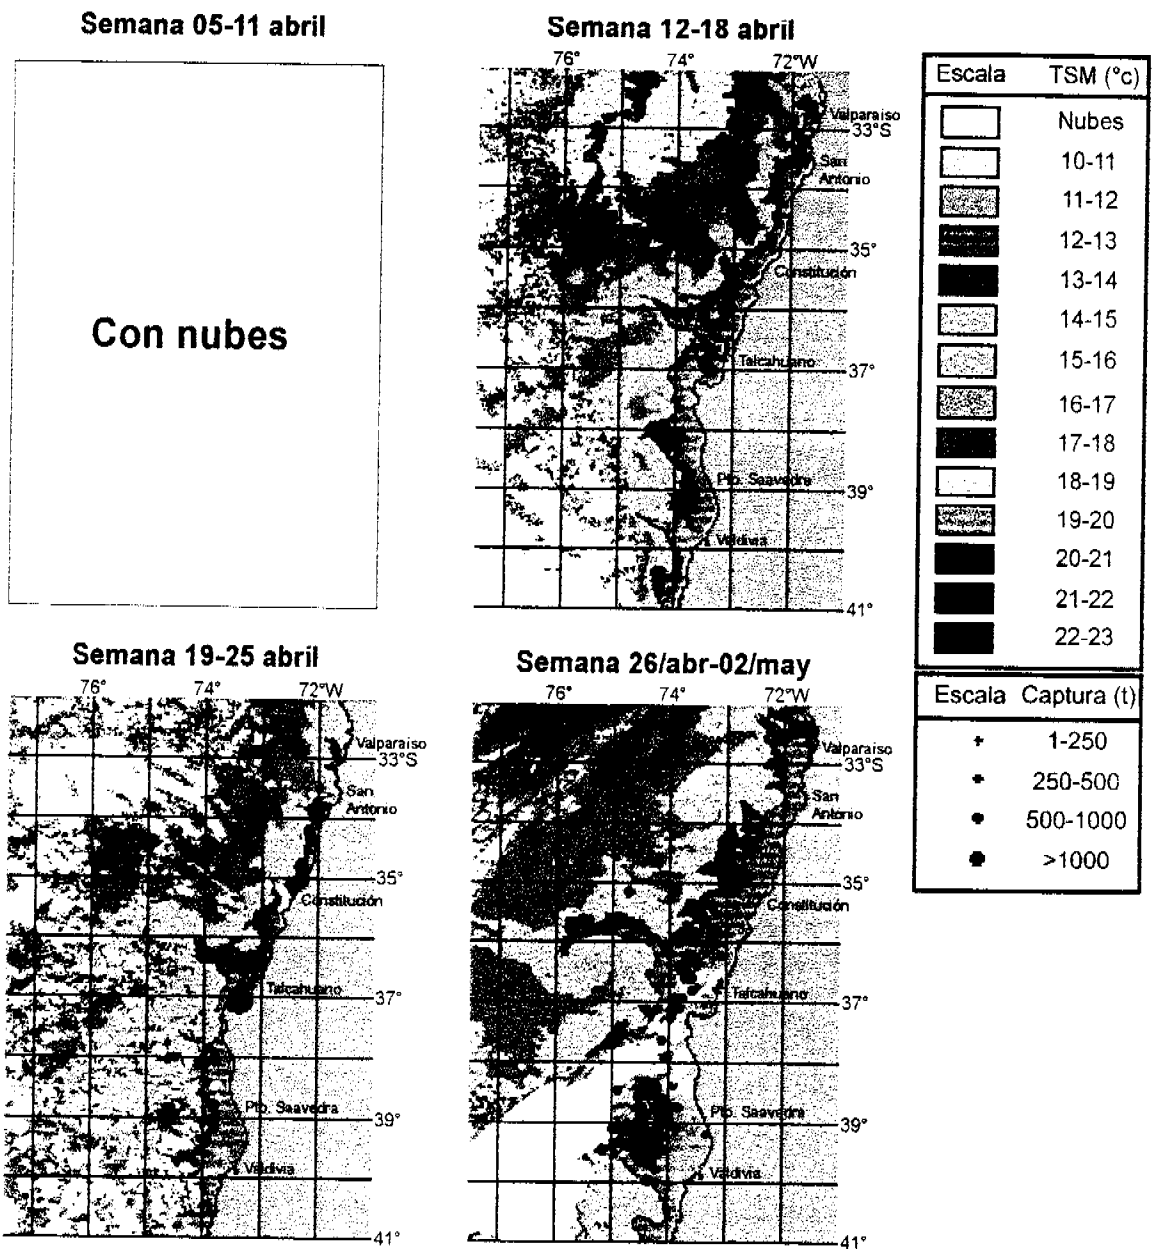 Semana 05-11 abril
Con nubes
Semana 12-18 abril
76° 74° 72°W
Valparaiso
33°S
San
Antonio
35°
Constitución
Talcahuano
37°
Pto. Saavedra
39°
Valdivia
41°
Escala TSM (°c)
Nubes
10-11
11-12
12-13
13-14
14-15
15-16
16-17
17-18
18-19
19-20
20-21
21-22
22-23
Escala Captura (t)
1-250
250-500
500-1000
>1000
Semana 19-25 abril
76° 74° 72°W
Valparaiso
33°S
San
Antonio
35°
Constitución
Talcahuano
37°
Pto. Saavedra
39°
Valdivia
41°
Semana 26/abr-02/may
76° 74° 72°W
Valparaiso
33°S
San
Antonio
35°
Constitución
Talcahuano
37°
Pto. Saavedra
39°
Valdivia
41°